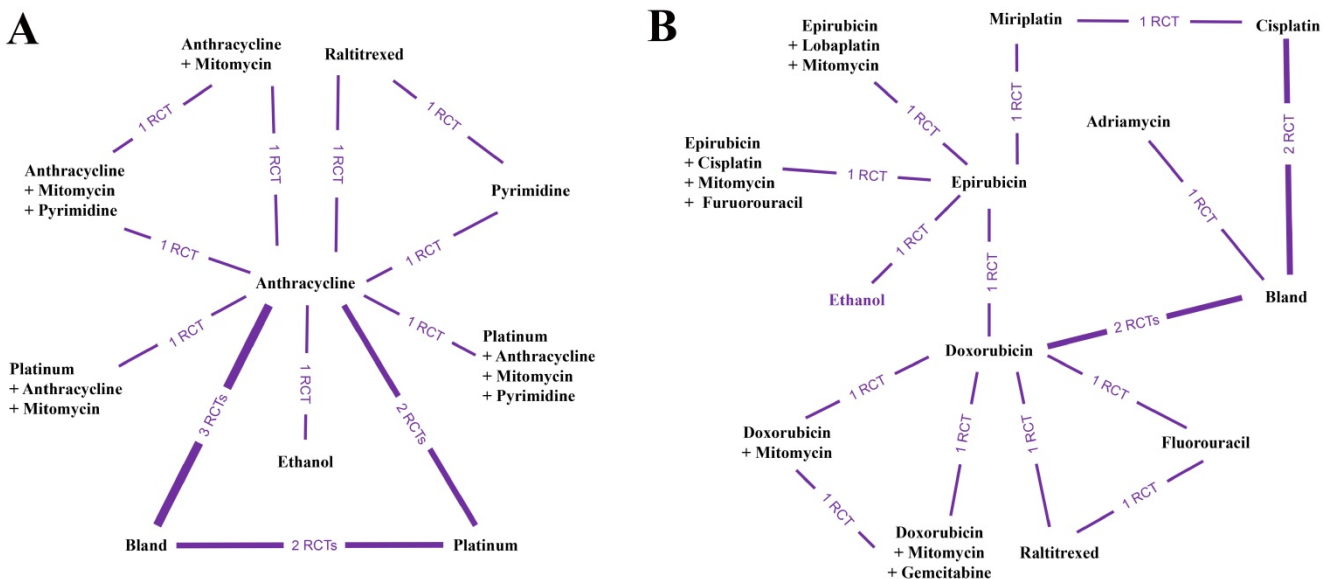 A
Anthracycline
+ Mitomycin
Raltitrexed
1 RCT
1 RCT
1 RCT
1 RCT
Anthracycline
+ Mitomycin
+ Pyrimidine
Pyrimidine
1 RCT
1 RCT
Anthracycline
1 RCT
1 RCT
1 RCT
Platinum
+ Anthracycline
+ Mitomycin
Platinum
+ Anthracycline
+ Mitomycin
+ Pyrimidine
3 RCTs
2 RCTs
Ethanol
Bland
2 RCTs
Platinum
B
Epirubicin
+ Lobaplatin
+ Mitomycin
Miriplatin
1 RCT
Cisplatin
1 RCT
1 RCT
Adriamycin
2 RCT
Epirubicin
+ Cisplatin
+ Mitomycin
+ Furuorouracil
1 RCT
Epirubicin
1 RCT
1 RCT
1 RCT
Ethanol
Bland
2 RCTs
Doxorubicin
1 RCT
1 RCT
1 RCT
1 RCT
Doxorubicin
+ Mitomycin
Fluorouracil
1 RCT
1 RCT
Doxorubicin
+ Mitomycin
+ Gemcitabine
Raltitrexed